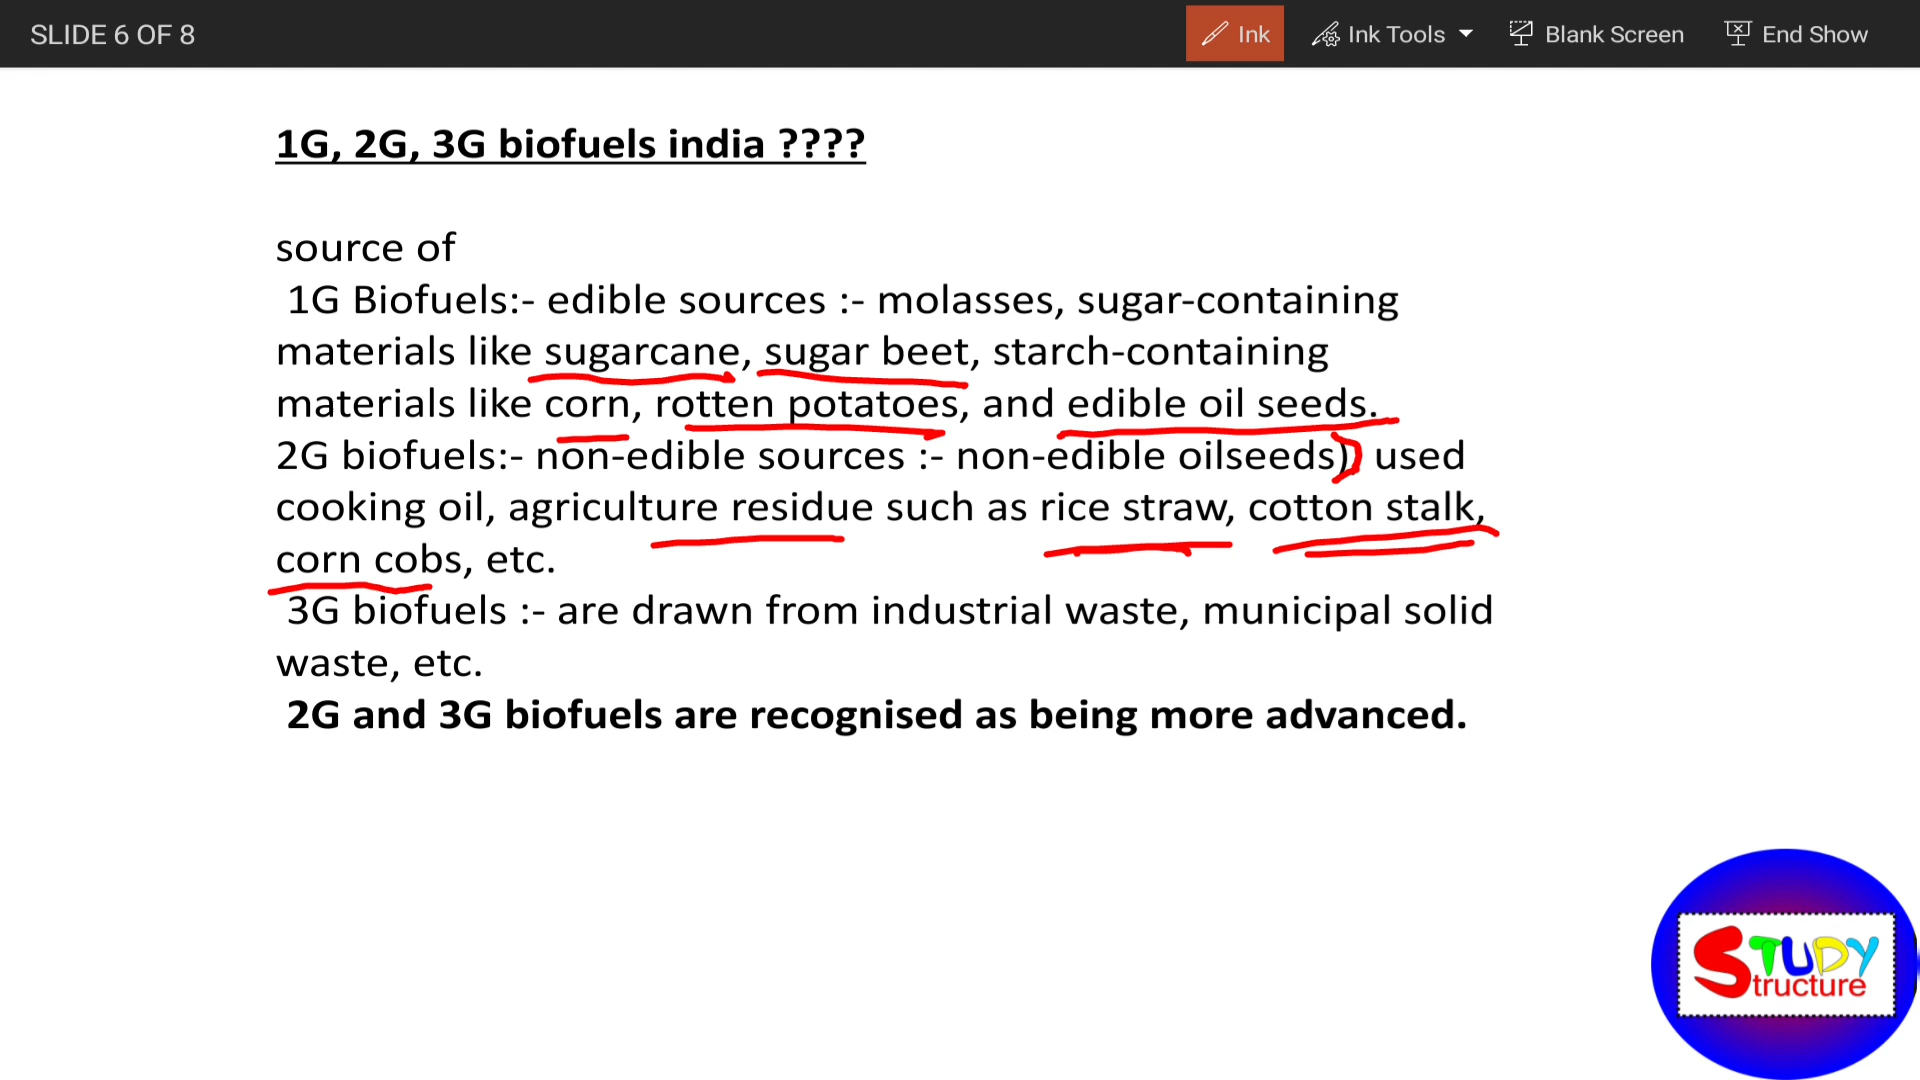 SLIDE 6 OF 8
Ink
Ink Tools
Blank Screen
End Show
1G, 2G, 3G biofuels india ????
source of
1G Biofuels:- edible sources :- molasses, sugar-containing
materials like sugarcane, sugar beet, starch-containing
materials like corn, rotten potatoes, and edible oil seeds.
2G biofuels:- non-edible sources :- non-edible oilseeds), used
cooking oil, agriculture residue such as rice straw, cotton stalk,
corn cobs, etc.
3G biofuels :- are drawn from industrial waste, municipal solid
waste, etc.
2G and 3G biofuels are recognised as being more advanced.
STUDY
Structure